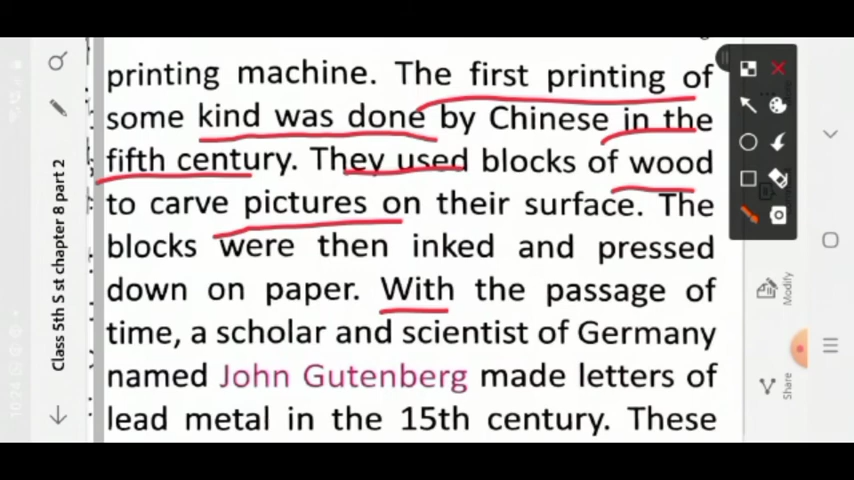 printing machine. The first printing of
some kind was done by Chinese in the
fifth century. They used blocks of wood
to carve pictures on their surface. The
blocks were then inked and pressed
down on paper. With the passage of
time, a scholar and scientist of Germany
named John Gutenberg made letters of
lead metal in the 15th century. These
Class 5th S st chapter 8 part 2
Modify
Share